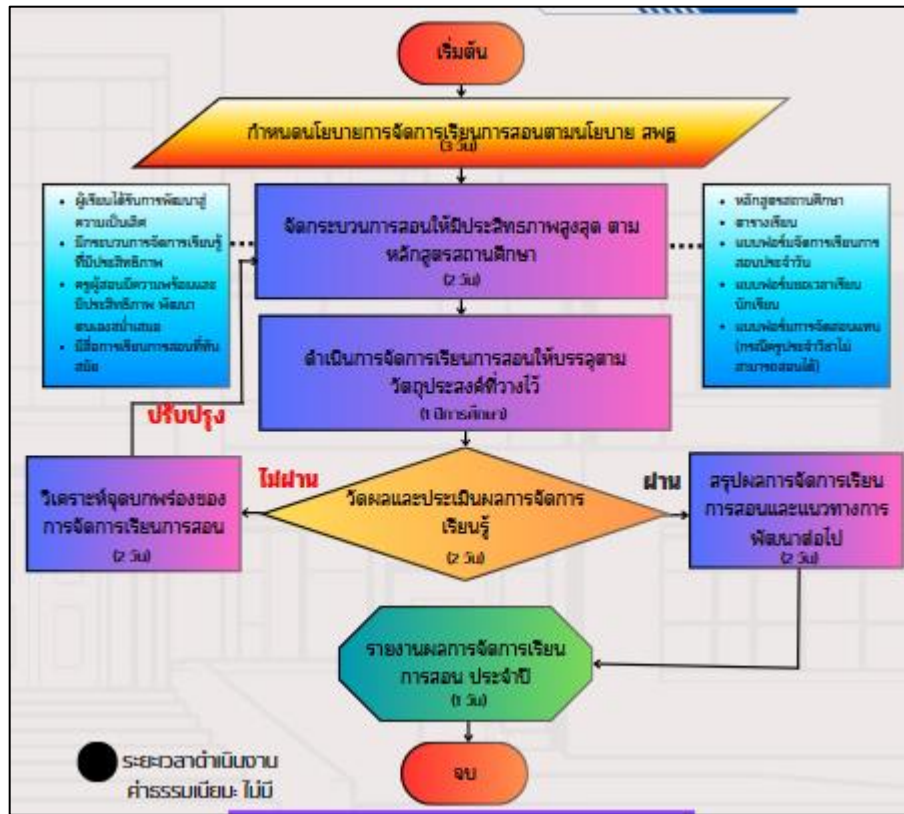 เริ่มต้น
กำหนดนโยบายการจัดการเรียนการสอนตามนโยบาย สพฐ
(3 วัน)
• ผู้เรียนได้รับการพัฒนาสู่
ความเป็นเลิศ
• มีกระบวนการจัดการเรียนรู้
ที่มีประสิทธิภาพ
• ครูผู้สอนมีความพร้อมและ
มีประสิทธิภาพ พัฒนา
ตนเองสม่ำเสมอ
• มีสื่อการเรียนการสอนที่ทัน
สมัย
จัดกระบวนการสอนให้มีประสิทธภาพสูงสุด ตาม
หลักสูตรสถานศึกษา
(2 วัน)
• หลักสูตรสถานศึกษา
• ตารางเรียน
• แบบฟอร์มจัดการเรียนการ
สอนประจำวัน
• แบบฟอร์มขอเวลาเรียน
นักเรียน
• แบบฟอร์มการจัดสอนแทน
(กรณีครูประจำวิชาไม่
สามารถสอนได้)
ดำเนินการจัดการเรียนการสอนให้บรรลุตาม
วัตถุประสงค์ที่วางไว้
(1 ปีการศึกษา)
ปรับปรุง
วิเคราะห์จุดบกพร่องของ
การจัดการเรียนการสอน
(2 วัน)
ไม่ผ่าน
วัดผลและประเมินผลการจัดการ
เรียนรู้
(2 วัน)
ผ่าน
สรุปผลการจัดการเรียน
การสอนและแนวทางการ
พัฒนาต่อไป
(2 วัน)
รายงานผลการจัดการเรียน
การสอน ประจำปี
(1 วัน)
จบ
ระยะเวลาดำเนินงาน
ค่าธรรมเนียม: ไม่มี